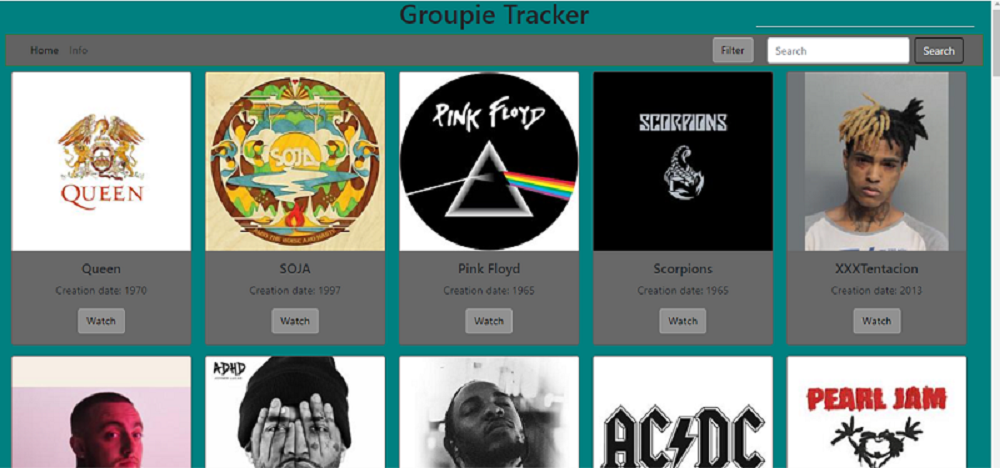 Groupie Tracker
Home Info Filter Search Search
QUEEN
SOJA
PINK FLOYD
SCORPIONS
Queen
SOJA
Pink Floyd
Scorpions
XXXTentacion
Creation date: 1970
Creation date: 1997
Creation date: 1965
Creation date: 1965
Creation date: 2013
Watch
Watch
Watch
Watch
Watch
ADHD
AC DC
PEARL JAM